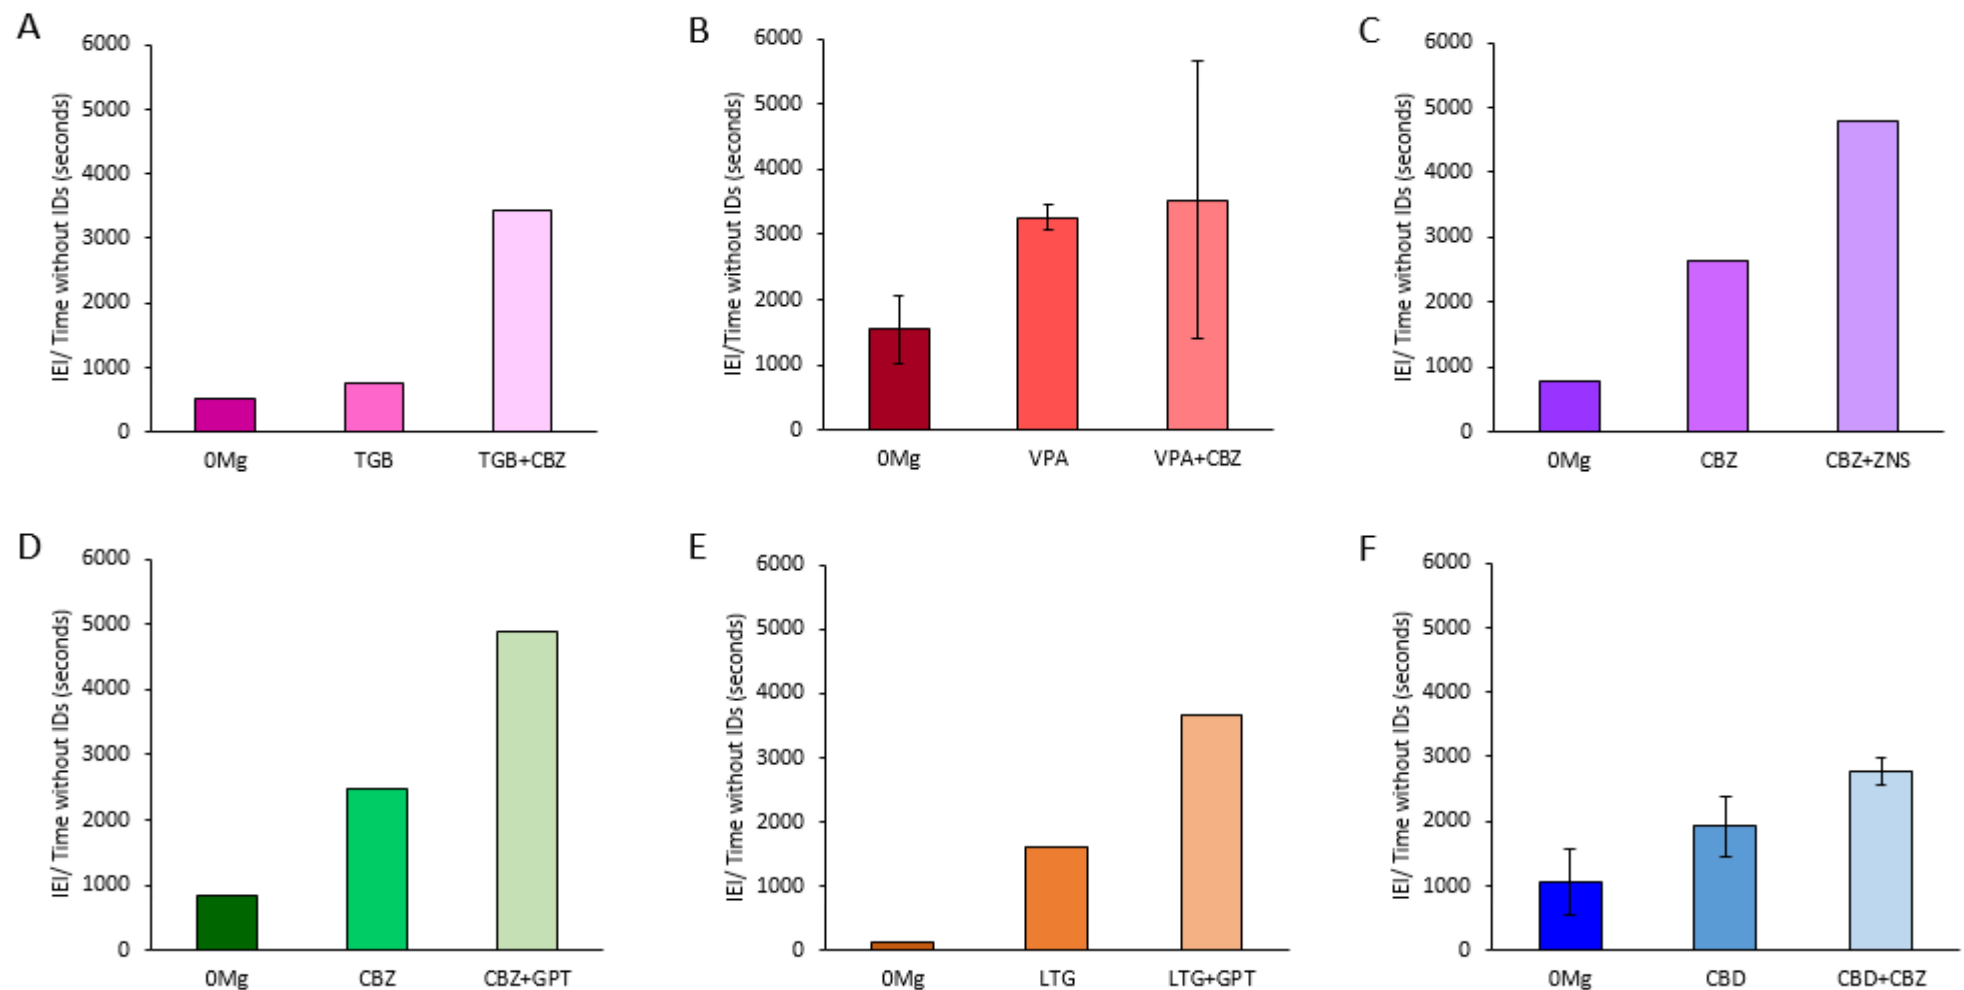 A
IEI/ Time without IDs (seconds)
6000
5000
4000
3000
2000
1000
0
0Mg TGB TGB+CBZ
B
IEI/Time without IDs (seconds)
6000
5000
4000
3000
2000
1000
0
0Mg VPA VPA+CBZ
C
IEI/ Time without IDs (seconds)
6000
5000
4000
3000
2000
1000
0
0Mg CBZ CBZ+ZNS
D
IEI/ Time without IDs (seconds)
6000
5000
4000
3000
2000
1000
0
0Mg CBZ CBZ+GPT
E
IEI/ Time without IDs (seconds)
6000
5000
4000
3000
2000
1000
0
0Mg LTG LTG+GPT
F
IEI/ Time without IDs (seconds)
6000
5000
4000
3000
2000
1000
0
0Mg CBD CBD+CBZ